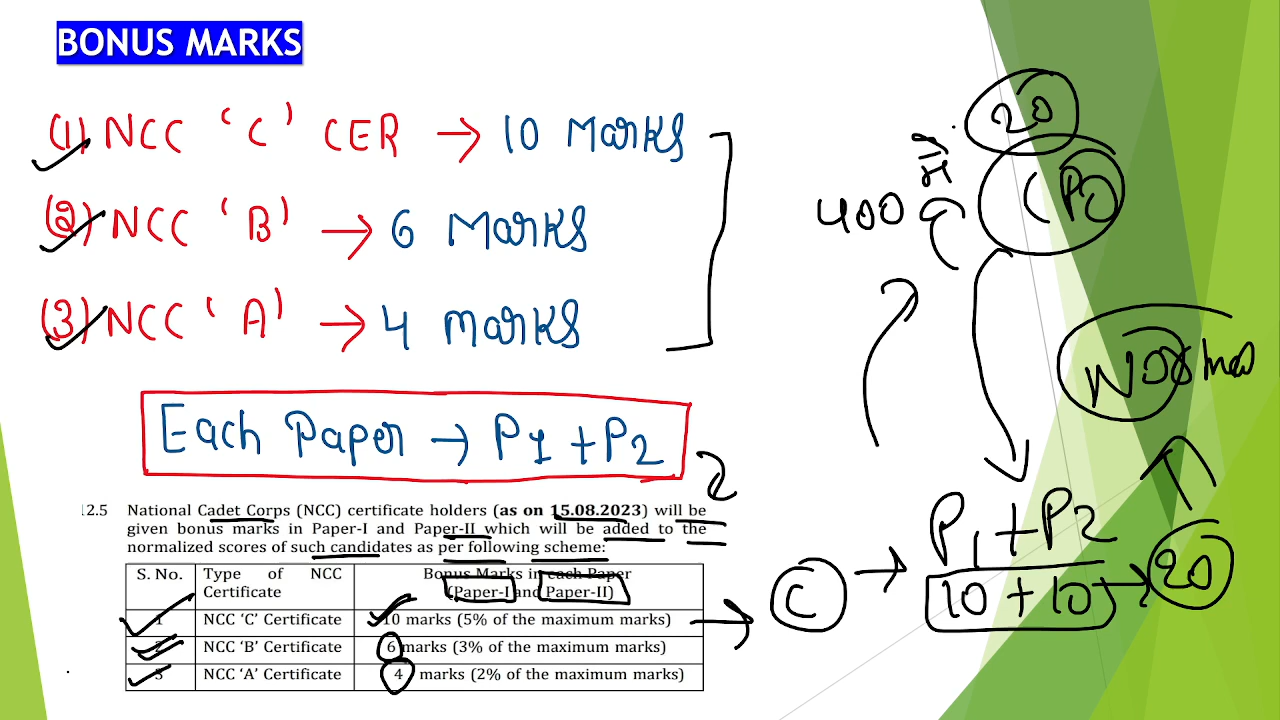 BONUS MARKS
(1) NCC 'C' CER → 10 Marks
(2) NCC 'B' → 6 Marks
(3) NCC 'A' → 4 Marks
Each Paper → P1 + P2
2
12.5 National Cadet Corps (NCC) certificate holders (as on 15.08.2023) will be
given bonus marks in Paper-I and Paper-II which will be added to the
normalized scores of such candidates as per following scheme:
S. No. Type of NCC Certificate Bonus Marks in each Paper (Paper-I and Paper-II)
1 NCC 'C' Certificate 10 marks (5% of the maximum marks)
2 NCC 'B' Certificate 6 marks (3% of the maximum marks)
3 NCC 'A' Certificate 4 marks (2% of the maximum marks)
20
400
CPO
C → P1 + P2
10 + 10 → 20